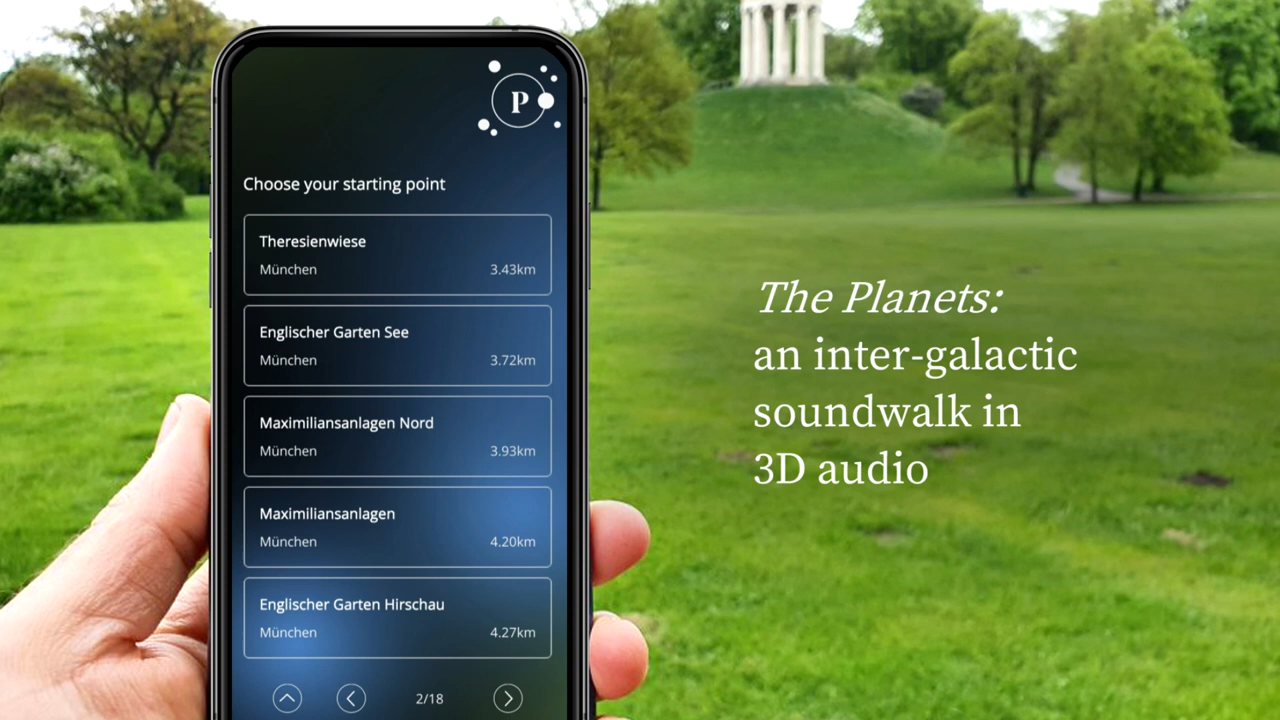 P
Choose your starting point
Theresienwiese
München 3.43km
Englischer Garten See
München 3.72km
Maximiliansanlagen Nord
München 3.93km
Maximiliansanlagen
München 4.20km
Englischer Garten Hirschau
München 4.27km
2/18
The Planets:
an inter-galactic
soundwalk in
3D audio